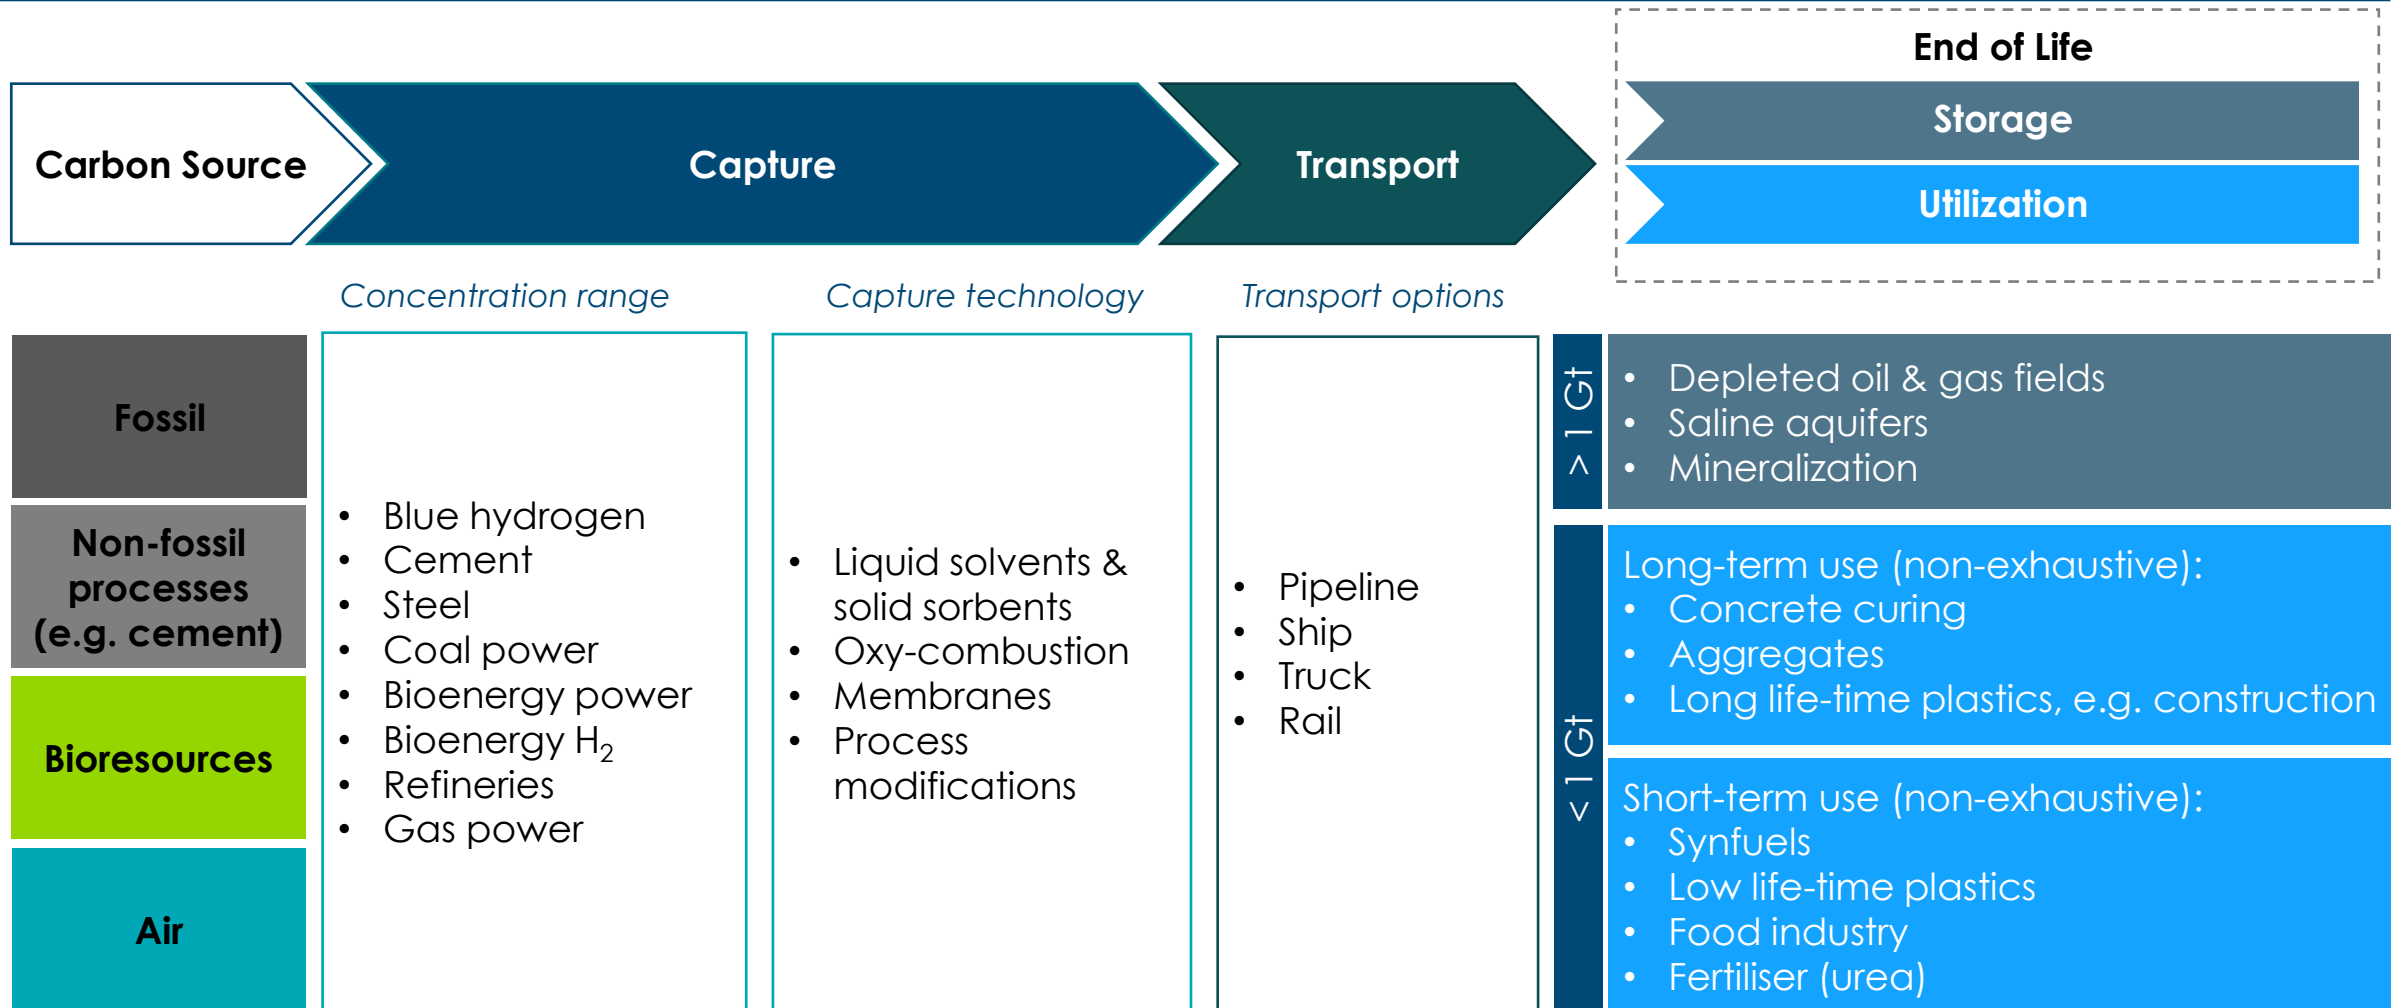 End of Life
Carbon Source
Capture
Transport
Storage
Utilization
Concentration range
Capture technology
Transport options
Fossil
Non-fossil
processes
(e.g. cement)
Bioresources
Air
• Blue hydrogen
• Cement
• Steel
• Coal power
• Bioenergy power
• Bioenergy H₂
• Refineries
• Gas power
• Liquid solvents &
solid sorbents
• Oxy-combustion
• Membranes
• Process
modifications
• Pipeline
• Ship
• Truck
• Rail
> 1 Gt
• Depleted oil & gas fields
• Saline aquifers
• Mineralization
< 1 Gt
Long-term use (non-exhaustive):
• Concrete curing
• Aggregates
• Long life-time plastics, e.g. construction
Short-term use (non-exhaustive):
• Synfuels
• Low life-time plastics
• Food industry
• Fertiliser (urea)